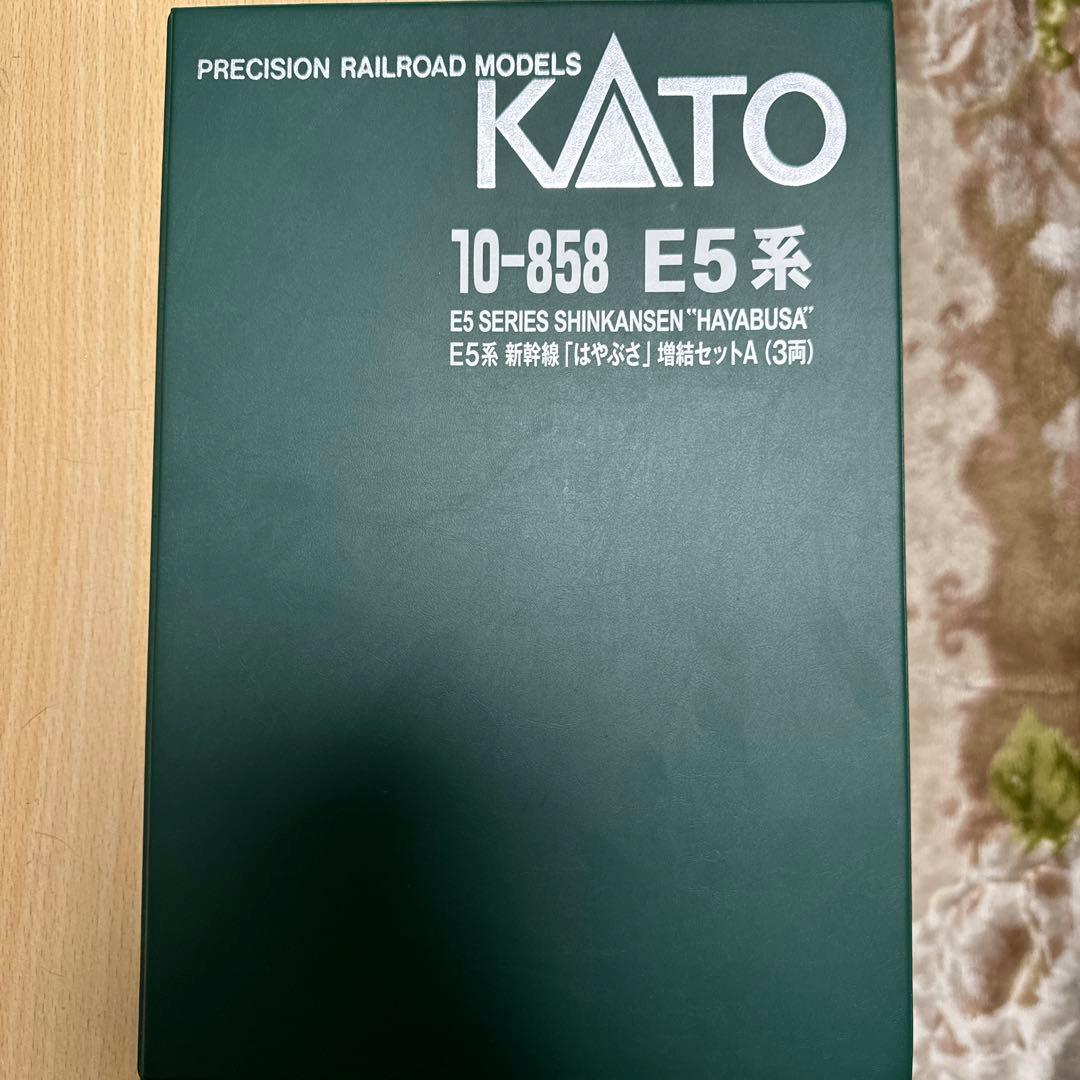 PRECISION RAILROAD MODELS
KATO
10-858 E5系
E5 SERIES SHINKANSEN "HAYABUSA"
E5系 新幹線「はやぶさ」増結セットA(3両)